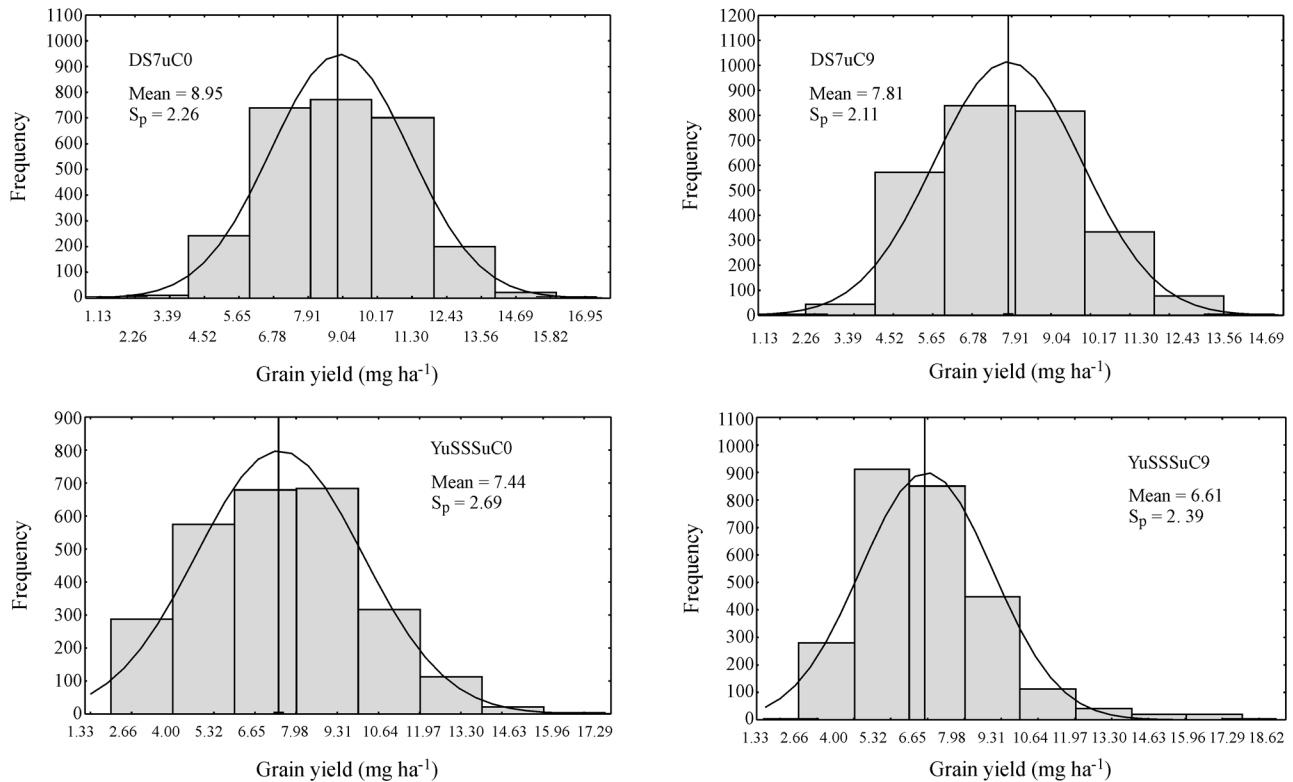 1100
1000
900
800
700
600
500
400
300
200
100
0
Frequency
DS7uC0
Mean = 8.95
Sp = 2.26
1.13 3.39 5.65 7.91 10.17 12.43 14.69 16.95
2.26 4.52 6.78 9.04 11.30 13.56 15.82
Grain yield (mg ha-1)
1200
1100
1000
900
800
700
600
500
400
300
200
100
0
Frequency
DS7uC9
Mean = 7.81
Sp = 2.11
1.13 2.26 3.39 4.52 5.65 6.78 7.91 9.04 10.17 11.30 12.43 13.56 14.69
Grain yield (mg ha-1)
900
800
700
600
500
400
300
200
100
0
Frequency
YuSSSuC0
Mean = 7.44
Sp = 2.69
1.33 2.66 4.00 5.32 6.65 7.98 9.31 10.64 11.97 13.30 14.63 15.96 17.29
Grain yield (mg ha-1)
1100
1000
900
800
700
600
500
400
300
200
100
0
Frequency
YuSSSuC9
Mean = 6.61
Sp = 2. 39
1.33 2.66 4.00 5.32 6.65 7.98 9.31 10.64 11.97 13.30 14.63 15.96 17.29 18.62
Grain yield (mg ha-1)